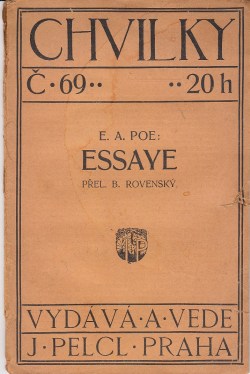 CHVILKY
Č·69·· ··20 h
E. A. POE:
ESSAYE
PŘEL. B. ROVENSKÝ.
VYDÁVÁ·A·VEDE
J·PELCL·PRAHA